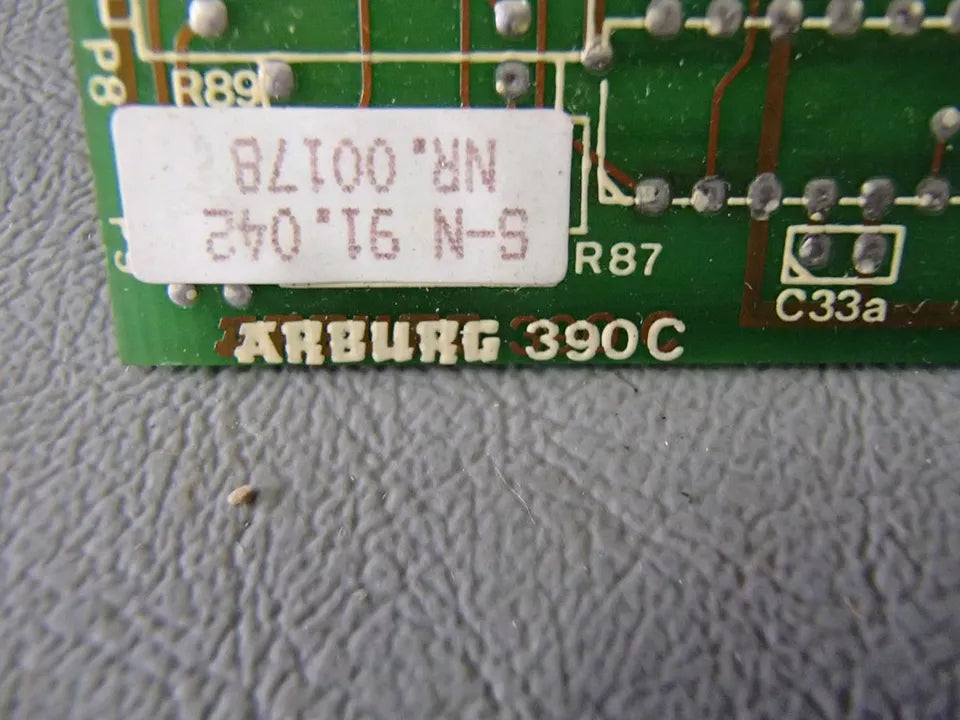 P8
R89
S-N 91.042
NR. 00178
R87
C33a
ARBURG 390C